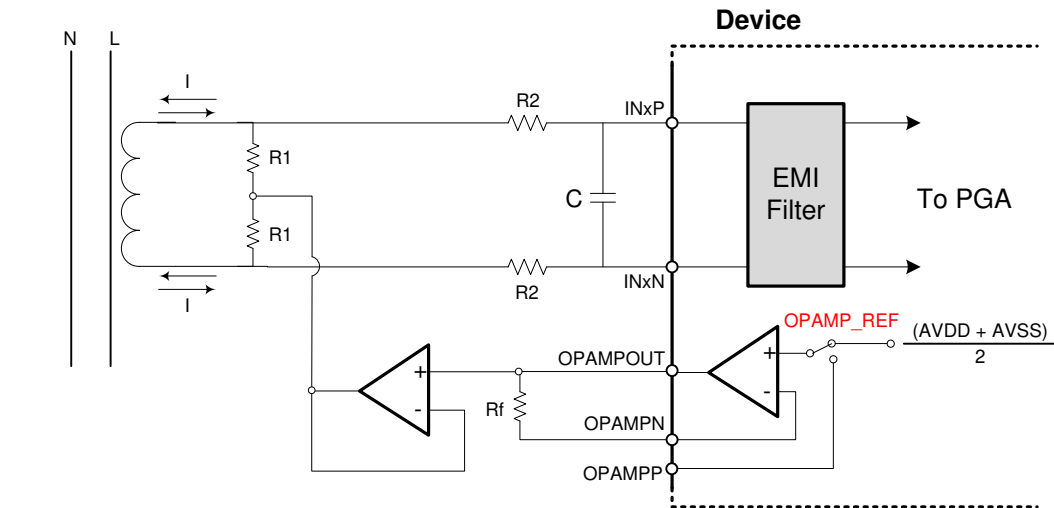 Device
N
L
I
R2
INxP
R1
EMI
Filter
To PGA
C
R1
I
R2
INxN
OPAMP_REF
(AVDD + AVSS)
2
OPAMPOUT
+
-
+
-
Rf
OPAMPN
OPAMPP